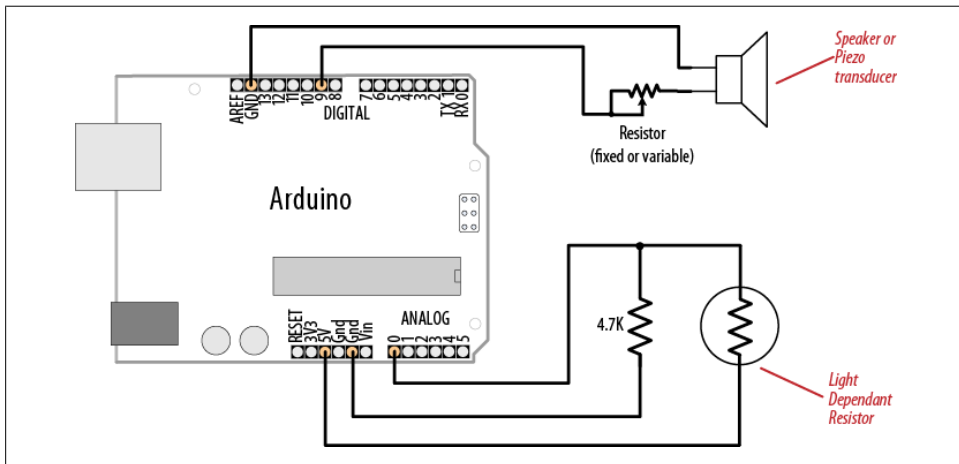 Speaker or
Piezo
transducer
AREF
GND
13
12
11
10
9
8
7
6
5
4
3
2
TX 1
RX 0
DIGITAL
Resistor
(fixed or variable)
Arduino
4.7K
RESET
3V3
5V
Gnd
Gnd
Vin
ANALOG
0
1
2
3
4
5
Light
Dependant
Resistor